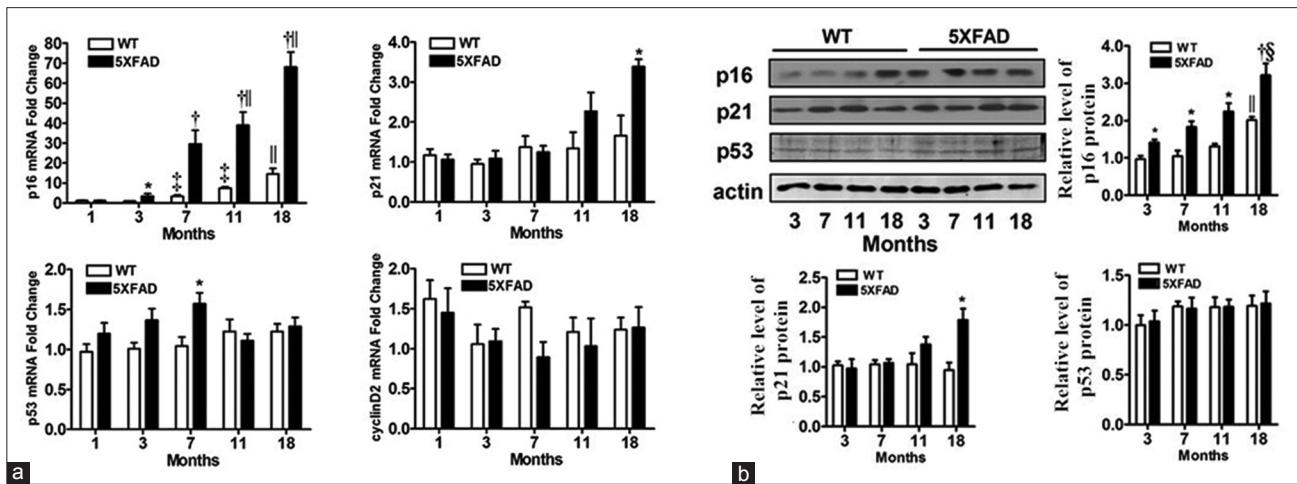 p16 mRNA Fold Change
80
70
60
50
40
30
20
10
0
WT
5XFAD
*
‡
†
‡
†||
||
†||
1 3 7 11 18
Months
p21 mRNA Fold Change
4.0
3.0
2.0
1.0
0.0
WT
5XFAD
*
1 3 7 11 18
Months
p53 mRNA Fold Change
2.0
1.5
1.0
0.5
0.0
WT
5XFAD
*
1 3 7 11 18
Months
cyclinD2 mRNA Fold Change
2.0
1.5
1.0
0.5
0.0
WT
5XFAD
1 3 7 11 18
Months
a
WT 5XFAD
p16
p21
p53
actin
3 7 11 18 3 7 11 18
Months
Relative level of
p16 protein
4.0
3.0
2.0
1.0
0.0
WT
5XFAD
*
*
*
||
†§
3 7 11 18
Months
Relative level of
p21 protein
2.5
2.0
1.5
1.0
0.5
0.0
WT
5XFAD
*
3 7 11 18
Months
Relative level of
p53 protein
2.0
1.5
1.0
0.5
0.0
WT
5XFAD
3 7 11 18
Months
b